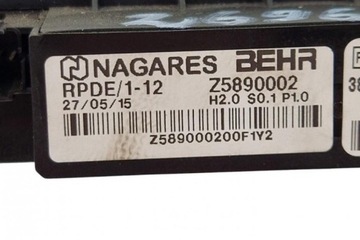 NAGARES BEHR
RPDE/1-12 Z5890002
27/05/15 H2.0 S0.1 P1.0
Z589000200F1Y2